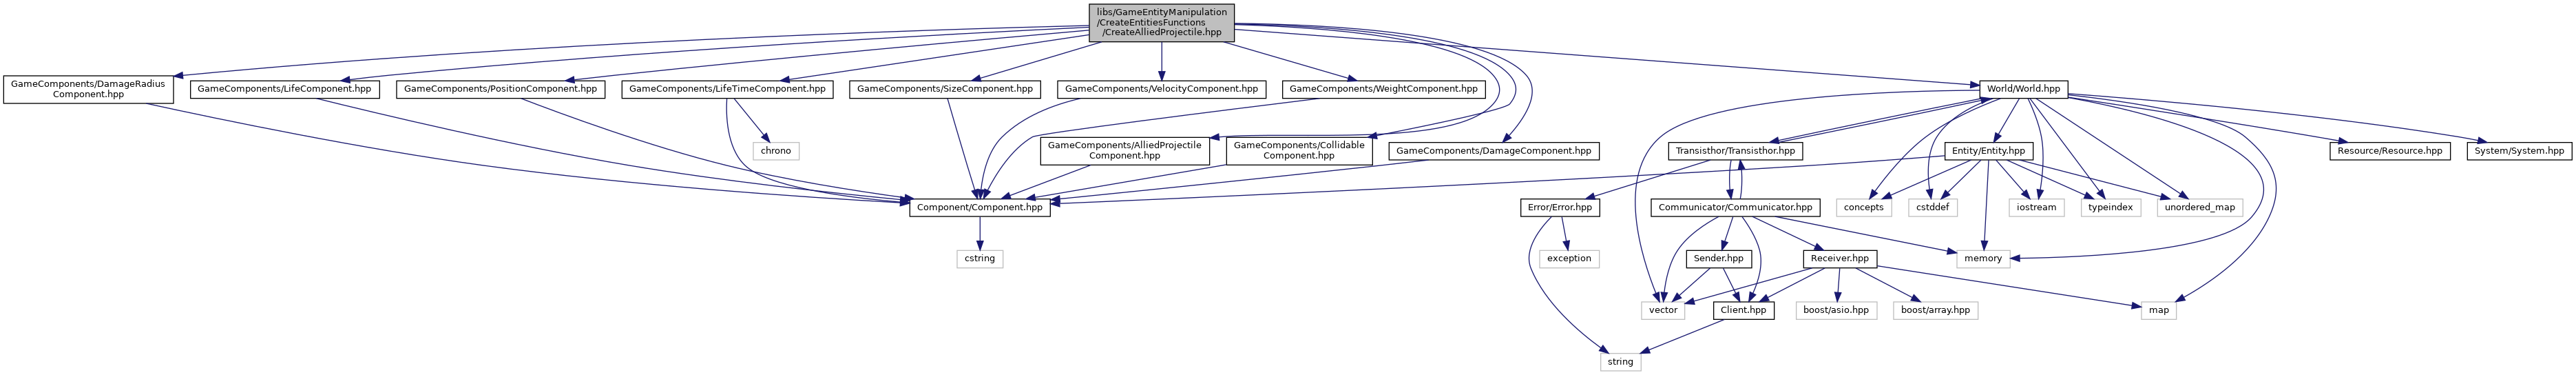 libs/GameEntityManipulation
/CreateEntitiesFunctions
/CreateAlliedProjectile.hpp
GameComponents/DamageRadius
Component.hpp
GameComponents/LifeComponent.hpp
GameComponents/PositionComponent.hpp
GameComponents/LifeTimeComponent.hpp
GameComponents/SizeComponent.hpp
GameComponents/VelocityComponent.hpp
GameComponents/WeightComponent.hpp
World/World.hpp
chrono
GameComponents/AlliedProjectile
Component.hpp
GameComponents/Collidable
Component.hpp
GameComponents/DamageComponent.hpp
Transisthor/Transisthor.hpp
Entity/Entity.hpp
Resource/Resource.hpp
System/System.hpp
Component/Component.hpp
Error/Error.hpp
Communicator/Communicator.hpp
concepts
cstddef
iostream
typeindex
unordered_map
cstring
exception
Sender.hpp
Receiver.hpp
memory
vector
Client.hpp
boost/asio.hpp
boost/array.hpp
map
string